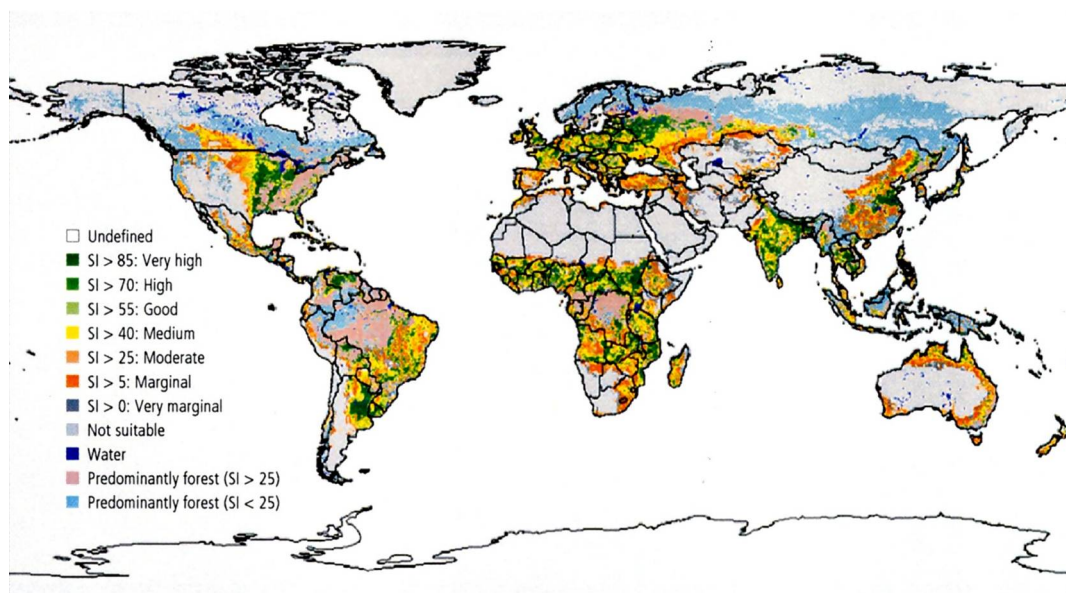 Undefined
SI > 85: Very high
SI > 70: High
SI > 55: Good
SI > 40: Medium
SI > 25: Moderate
SI > 5: Marginal
SI > 0: Very marginal
Not suitable
Water
Predominantly forest (SI > 25)
Predominantly forest (SI < 25)